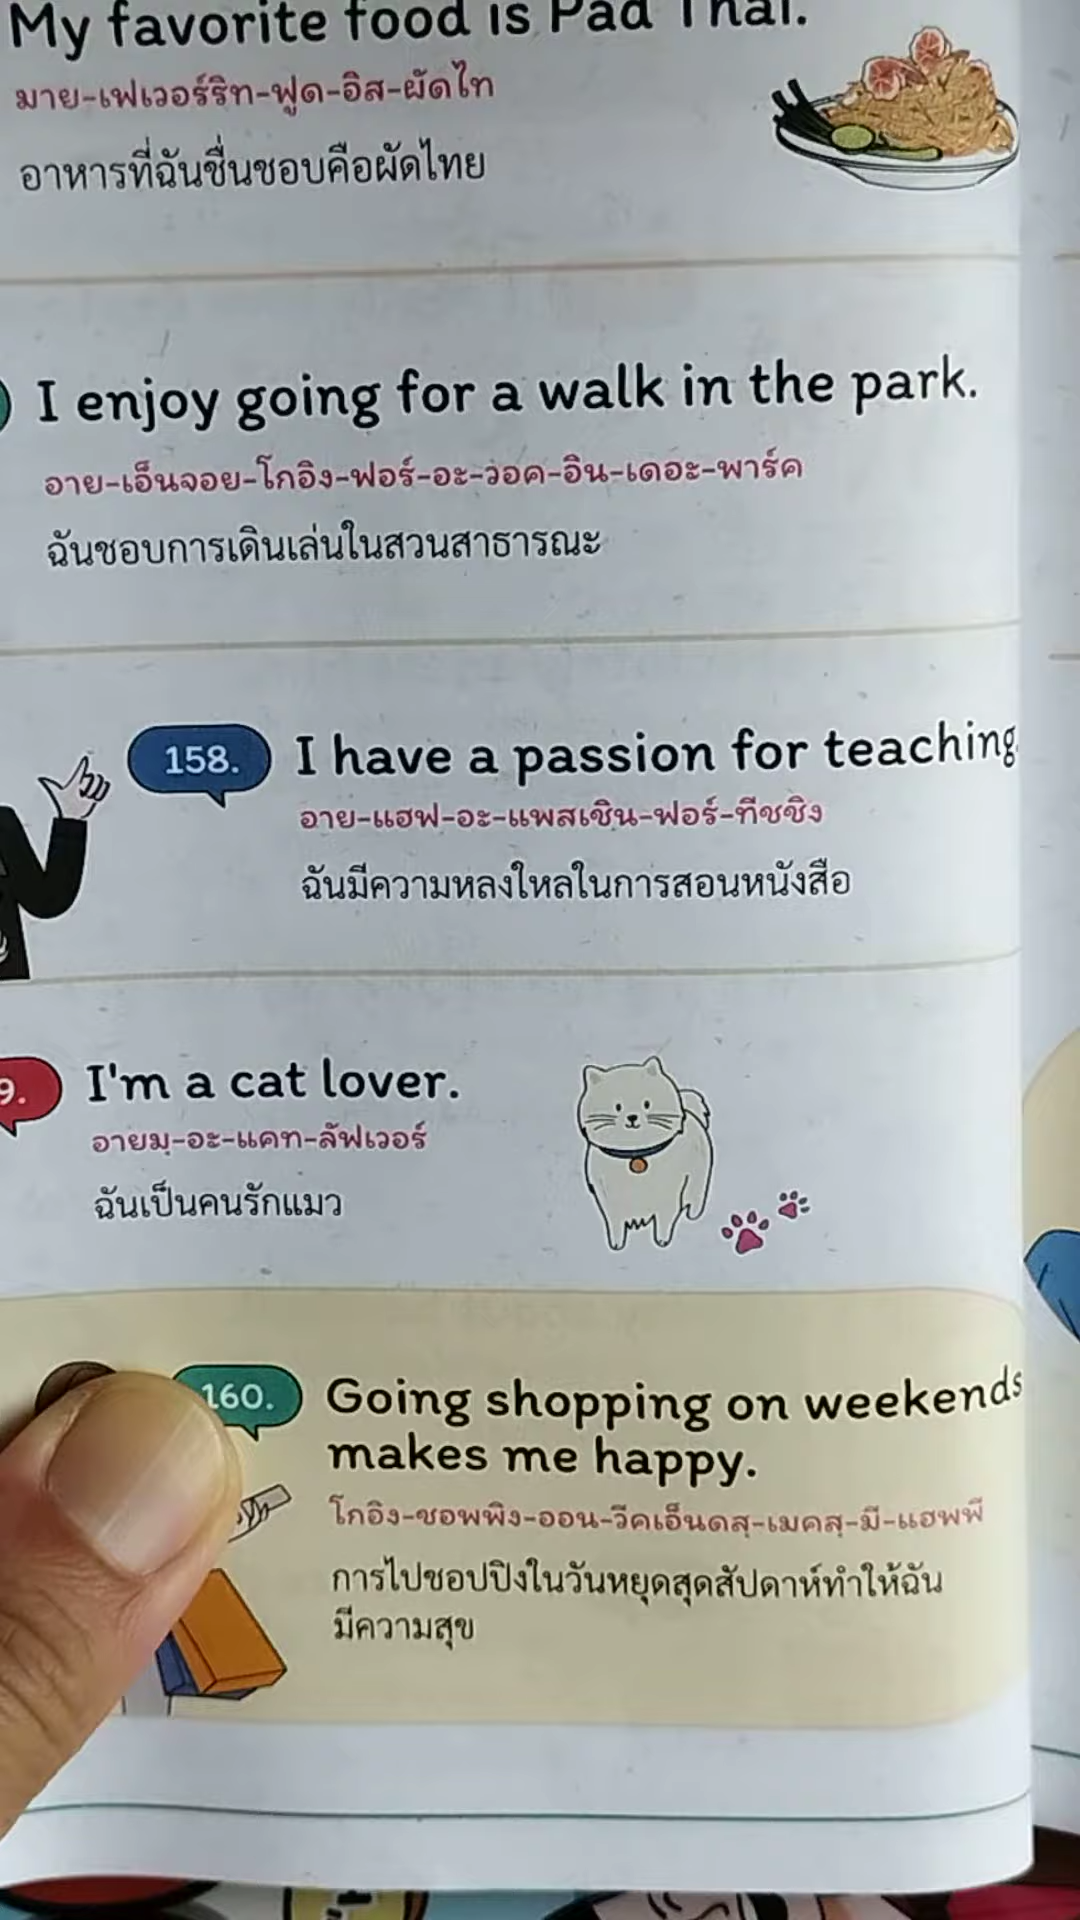 My favorite food is Pad Thai.
มาย-เฟเวอร์ริท-ฟูด-อิส-ผัดไท
อาหารที่ฉันชื่นชอบคือผัดไทย
I enjoy going for a walk in the park.
อาย-เอ็นจอย-โกอิง-ฟอร์-อะ-วอค-อิน-เดอะ-พาร์ค
ฉันชอบการเดินเล่นในสวนสาธารณะ
158. I have a passion for teaching.
อาย-แฮฟ-อะ-แพสเชิน-ฟอร์-ทีชชิง
ฉันมีความหลงใหลในการสอนหนังสือ
9. I'm a cat lover.
อายมฺ-อะ-แคท-ลัฟเวอร์
ฉันเป็นคนรักแมว
160. Going shopping on weekends
makes me happy.
โกอิง-ชอพพิง-ออน-วีคเอ็นดสฺ-เมคสฺ-มี-แฮพพี
การไปชอปปิงในวันหยุดสุดสัปดาห์ทำให้ฉัน
มีความสุข